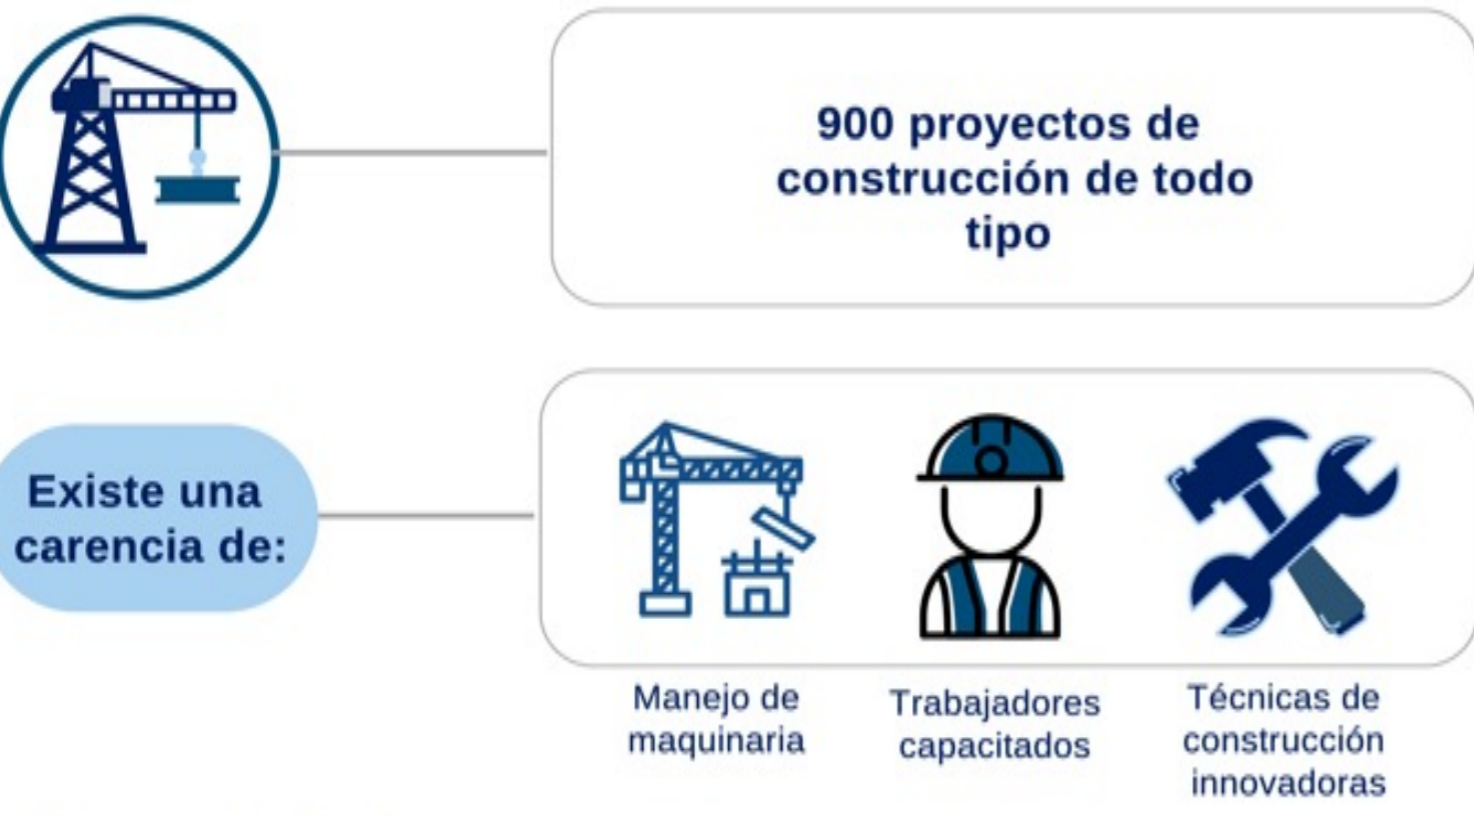 900 proyectos de
construcción de todo
tipo
Existe una
carencia de:
Manejo de
maquinaria
Trabajadores
capacitados
Técnicas de
construcción
innovadoras